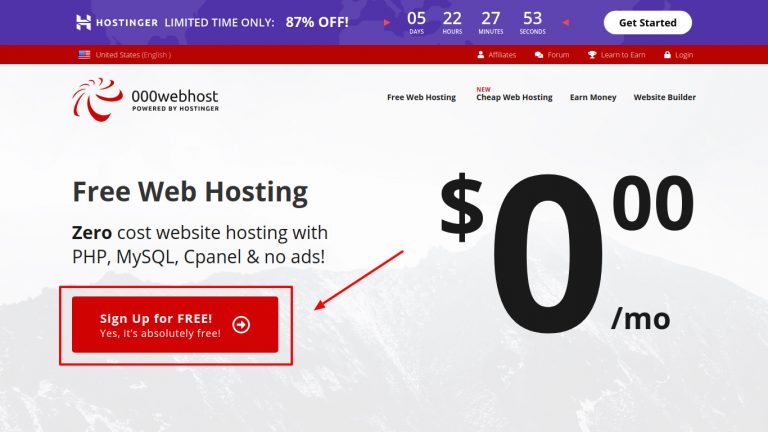 HOSTINGER LIMITED TIME ONLY: 87% OFF! 05 22 27 53 Get Started
DAYS HOURS MINUTES SECONDS
United States (English ) Affiliates Forum Learn to Earn Login
000webhost
POWERED BY HOSTINGER
NEW
Free Web Hosting Cheap Web Hosting Earn Money Website Builder
Free Web Hosting
Zero cost website hosting with
PHP, MySQL, Cpanel & no ads!
$000
/mo
Sign Up for FREE!
Yes, it's absolutely free!